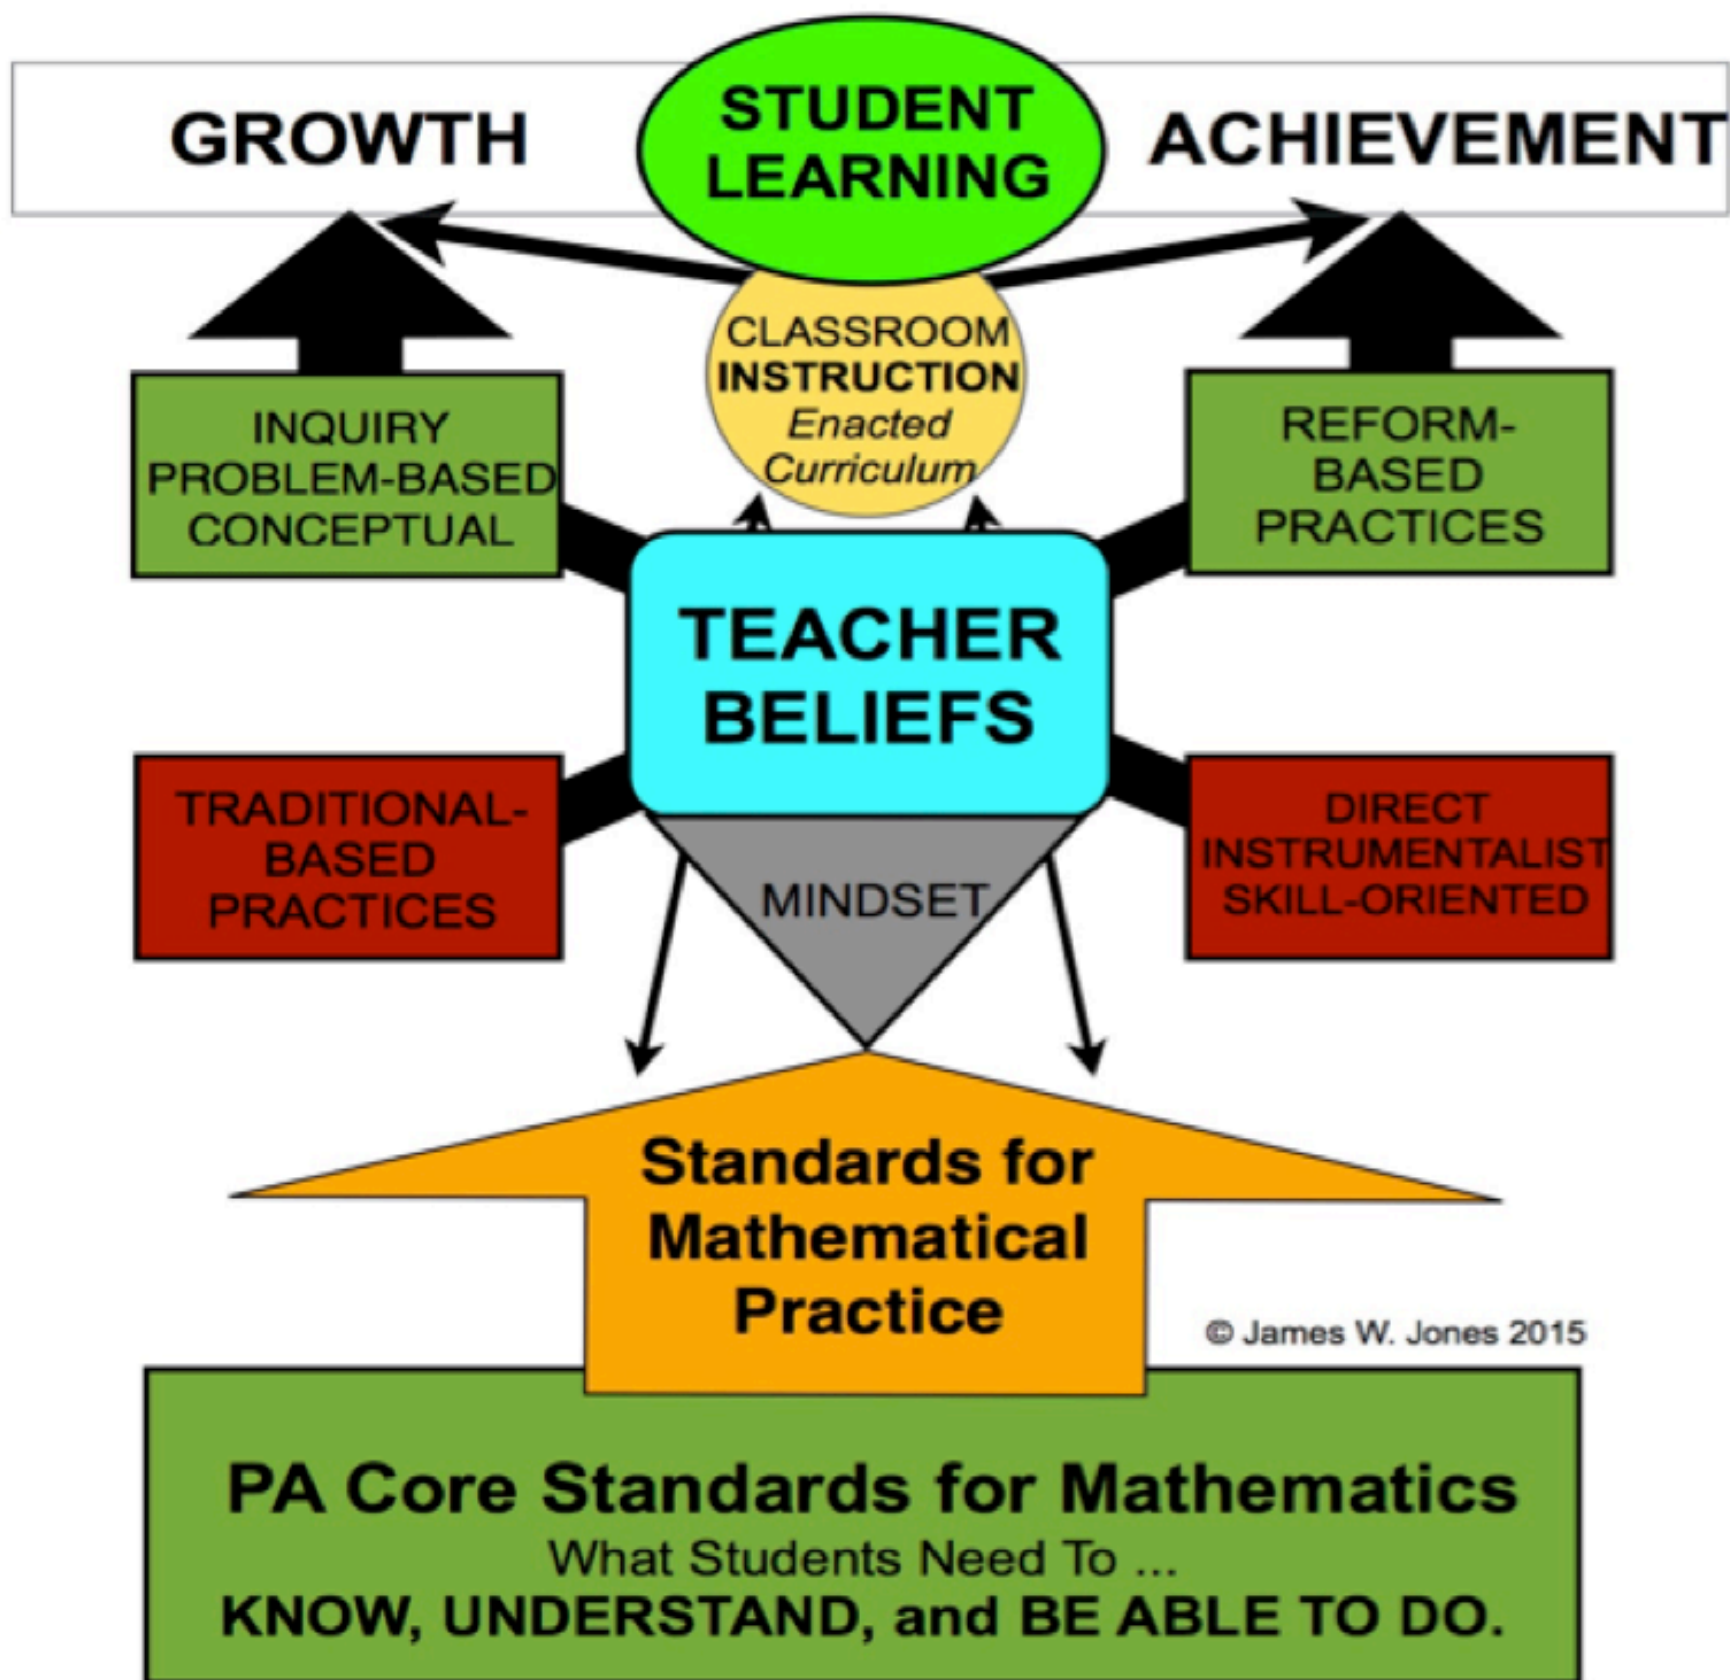 GROWTH
STUDENT
LEARNING
ACHIEVEMENT
CLASSROOM
INSTRUCTION
Enacted
Curriculum
INQUIRY
PROBLEM-BASED
CONCEPTUAL
REFORM-
BASED
PRACTICES
TEACHER
BELIEFS
TRADITIONAL-
BASED
PRACTICES
DIRECT
INSTRUMENTALIST
SKILL-ORIENTED
MINDSET
Standards for
Mathematical
Practice
© James W. Jones 2015
PA Core Standards for Mathematics
What Students Need To ...
KNOW, UNDERSTAND, and BE ABLE TO DO.